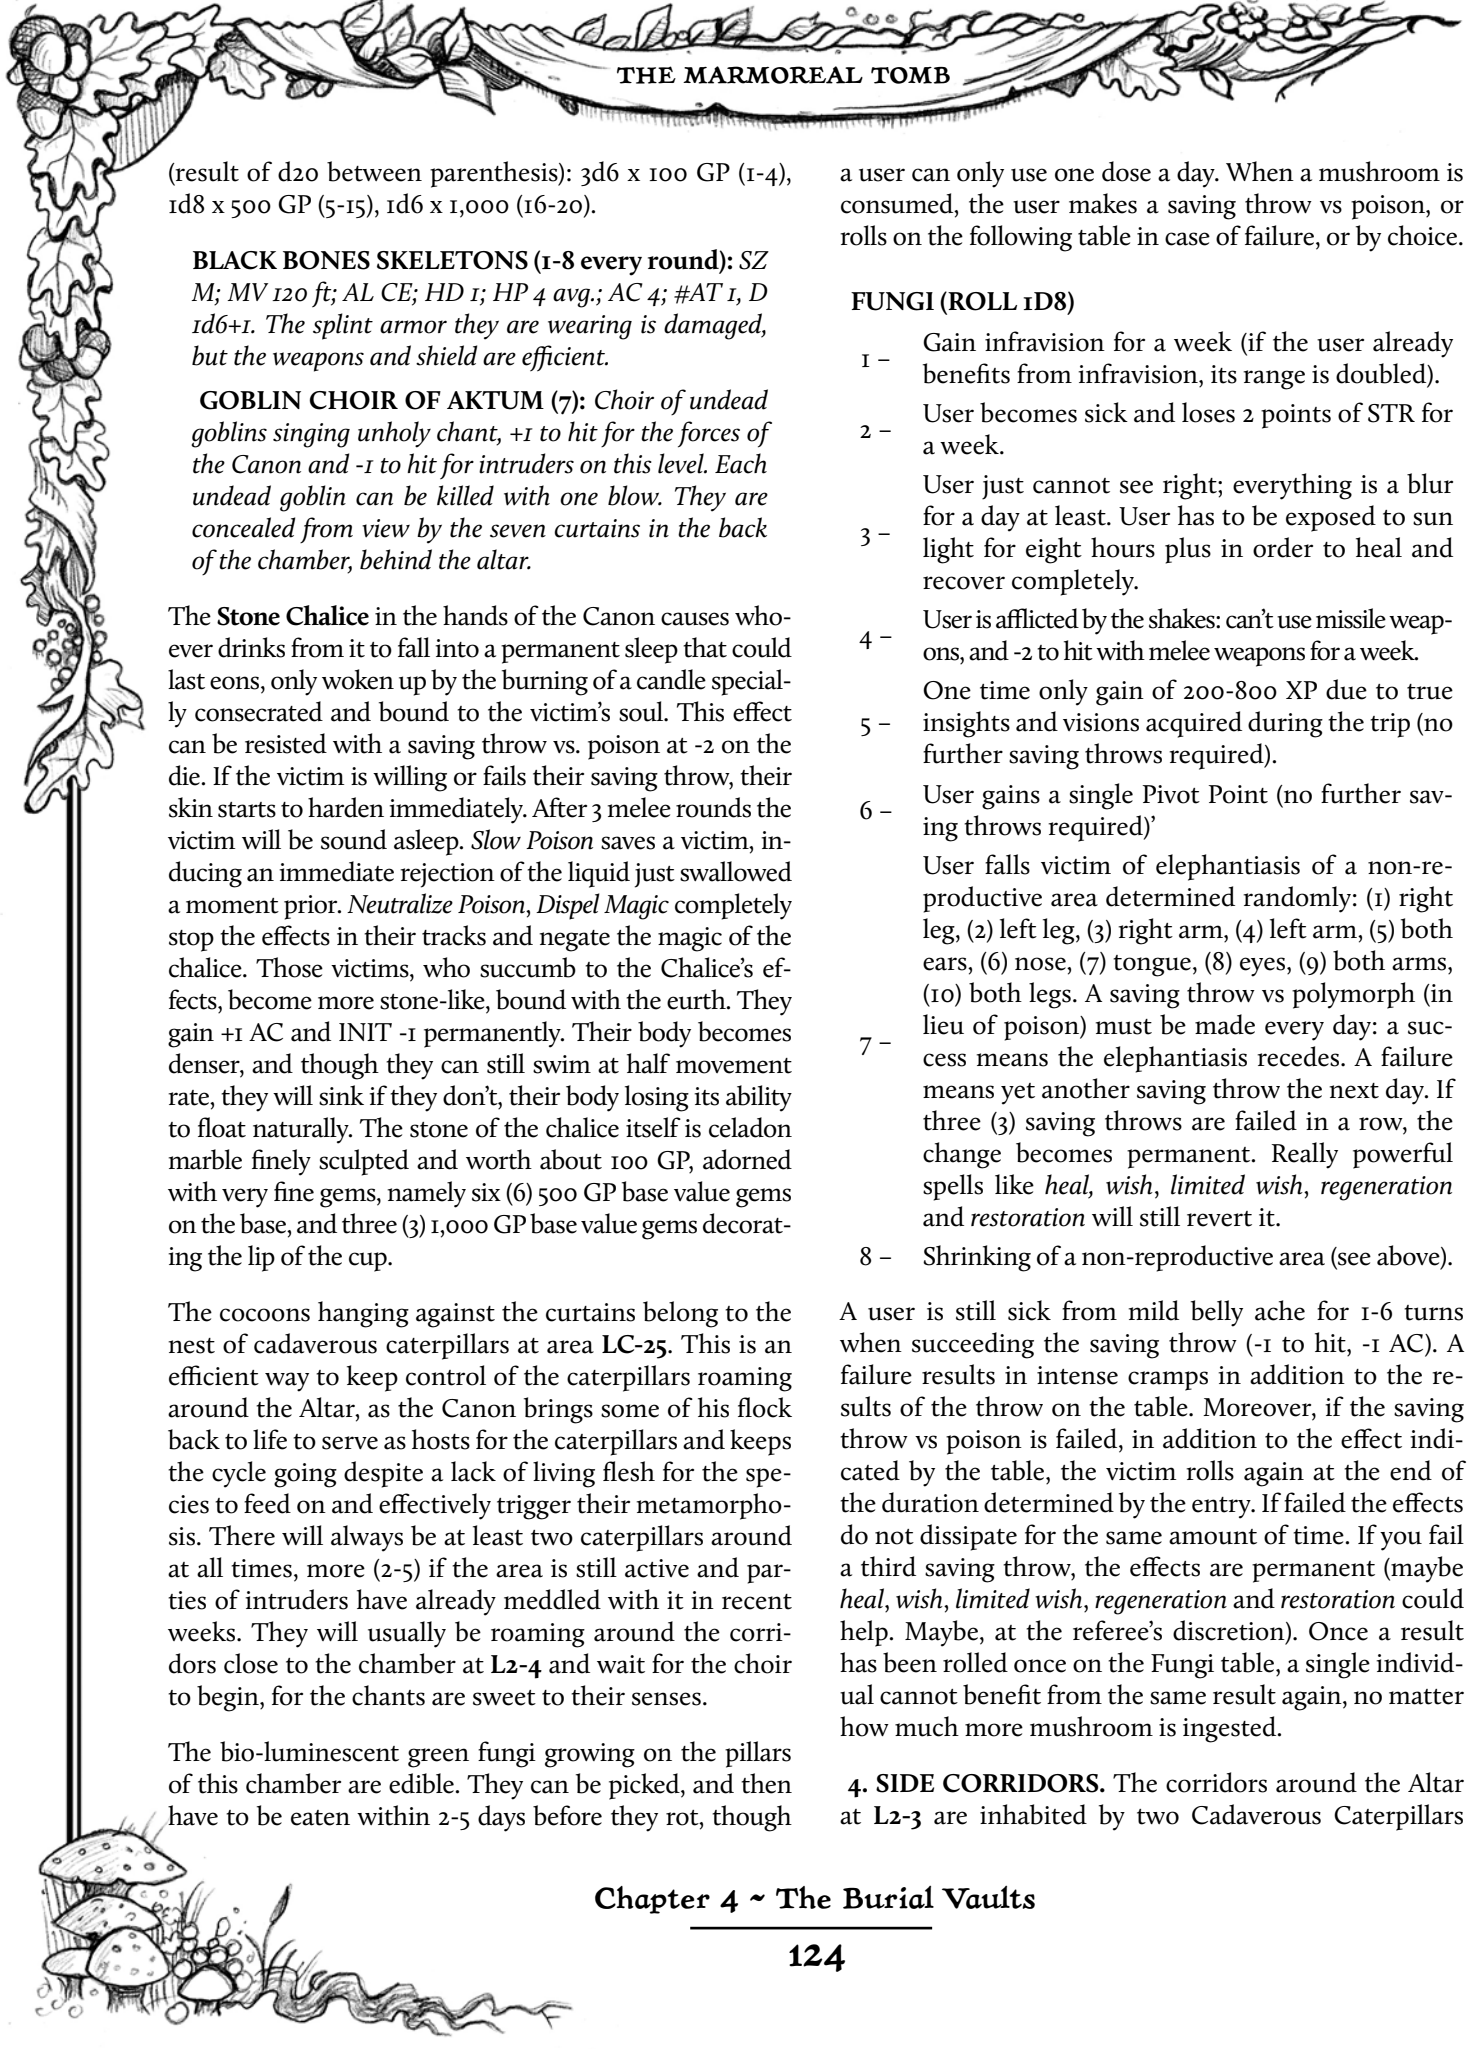 THE MARMOREAL TOMB
(result of d20 between parenthesis): 3d6 x 100 GP (1-4),
1d8 x 500 GP (5-15), 1d6 x 1,000 (16-20).
BLACK BONES SKELETONS (1-8 every round): SZ
M; MV 120 ft; AL CE; HD 1; HP 4 avg.; AC 4; #AT 1, D
1d6+1. The splint armor they are wearing is damaged,
but the weapons and shield are efficient.
GOBLIN CHOIR OF AKTUM (7): Choir of undead
goblins singing unholy chant, +1 to hit for the forces of
the Canon and -1 to hit for intruders on this level. Each
undead goblin can be killed with one blow. They are
concealed from view by the seven curtains in the back
of the chamber, behind the altar.
The Stone Chalice in the hands of the Canon causes who-
ever drinks from it to fall into a permanent sleep that could
last eons, only woken up by the burning of a candle special-
ly consecrated and bound to the victim's soul. This effect
can be resisted with a saving throw vs. poison at -2 on the
die. If the victim is willing or fails their saving throw, their
skin starts to harden immediately. After 3 melee rounds the
victim will be sound asleep. Slow Poison saves a victim, in-
ducing an immediate rejection of the liquid just swallowed
a moment prior. Neutralize Poison, Dispel Magic completely
stop the effects in their tracks and negate the magic of the
chalice. Those victims, who succumb to the Chalice's ef-
fects, become more stone-like, bound with the eurth. They
gain +1 AC and INIT -1 permanently. Their body becomes
denser, and though they can still swim at half movement
rate, they will sink if they don't, their body losing its ability
to float naturally. The stone of the chalice itself is celadon
marble finely sculpted and worth about 100 GP, adorned
with very fine gems, namely six (6) 500 GP base value gems
on the base, and three (3) 1,000 GP base value gems decorat-
ing the lip of the cup.
The cocoons hanging against the curtains belong to the
nest of cadaverous caterpillars at area LC-25. This is an
efficient way to keep control of the caterpillars roaming
around the Altar, as the Canon brings some of his flock
back to life to serve as hosts for the caterpillars and keeps
the cycle going despite a lack of living flesh for the spe-
cies to feed on and effectively trigger their metamorpho-
sis. There will always be at least two caterpillars around
at all times, more (2-5) if the area is still active and par-
ties of intruders have already meddled with it in recent
weeks. They will usually be roaming around the corri-
dors close to the chamber at L2-4 and wait for the choir
to begin, for the chants are sweet to their senses.
The bio-luminescent green fungi growing on the pillars
of this chamber are edible. They can be picked, and then
have to be eaten within 2-5 days before they rot, though
a user can only use one dose a day. When a mushroom is
consumed, the user makes a saving throw vs poison, or
rolls on the following table in case of failure, or by choice.
FUNGI (ROLL 1D8)
1 – Gain infravision for a week (if the user already
benefits from infravision, its range is doubled).
2 – User becomes sick and loses 2 points of STR for
a week.
3 – User just cannot see right; everything is a blur
for a day at least. User has to be exposed to sun
light for eight hours plus in order to heal and
recover completely.
4 – User is afflicted by the shakes: can't use missile weap-
ons, and -2 to hit with melee weapons for a week.
5 – One time only gain of 200-800 XP due to true
insights and visions acquired during the trip (no
further saving throws required).
6 – User gains a single Pivot Point (no further sav-
ing throws required)'
7 – User falls victim of elephantiasis of a non-re-
productive area determined randomly: (1) right
leg, (2) left leg, (3) right arm, (4) left arm, (5) both
ears, (6) nose, (7) tongue, (8) eyes, (9) both arms,
(10) both legs. A saving throw vs polymorph (in
lieu of poison) must be made every day: a suc-
cess means the elephantiasis recedes. A failure
means yet another saving throw the next day. If
three (3) saving throws are failed in a row, the
change becomes permanent. Really powerful
spells like heal, wish, limited wish, regeneration
and restoration will still revert it.
8 – Shrinking of a non-reproductive area (see above).
A user is still sick from mild belly ache for 1-6 turns
when succeeding the saving throw (-1 to hit, -1 AC). A
failure results in intense cramps in addition to the re-
sults of the throw on the table. Moreover, if the saving
throw vs poison is failed, in addition to the effect indi-
cated by the table, the victim rolls again at the end of
the duration determined by the entry. If failed the effects
do not dissipate for the same amount of time. If you fail
a third saving throw, the effects are permanent (maybe
heal, wish, limited wish, regeneration and restoration could
help. Maybe, at the referee's discretion). Once a result
has been rolled once on the Fungi table, a single individ-
ual cannot benefit from the same result again, no matter
how much more mushroom is ingested.
4. SIDE CORRIDORS. The corridors around the Altar
at L2-3 are inhabited by two Cadaverous Caterpillars
Chapter 4 ~ The Burial Vaults
124